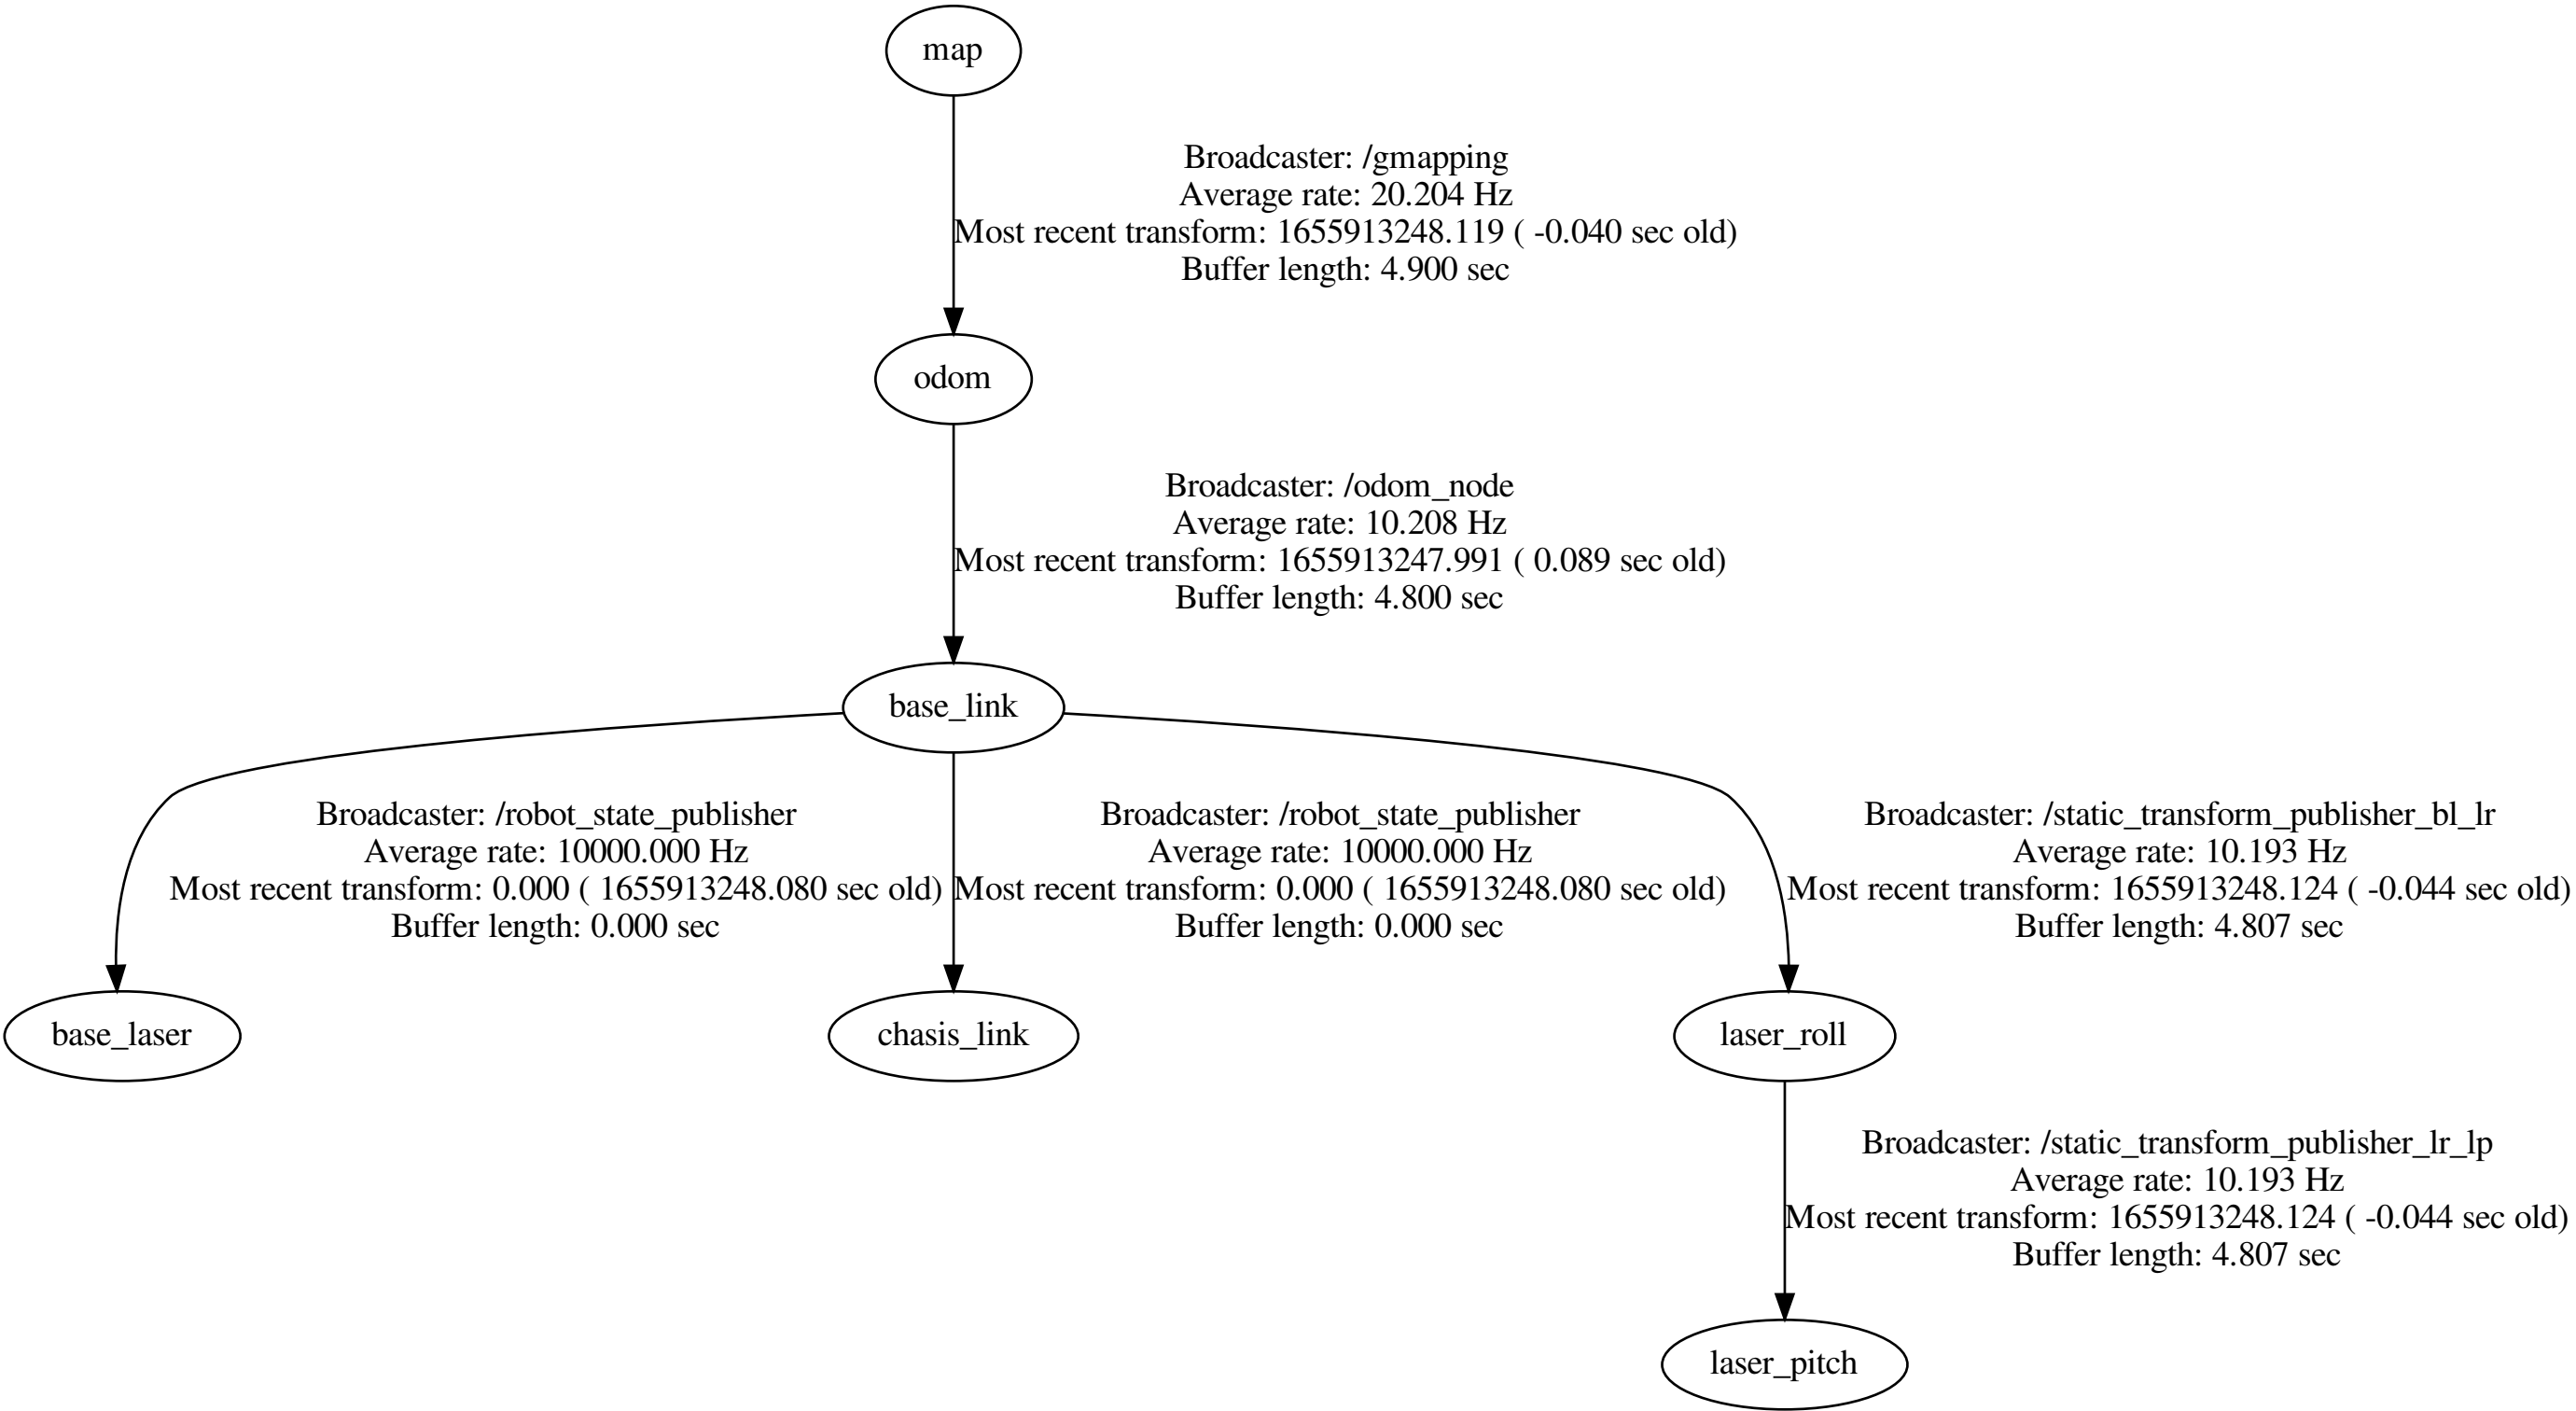 map
Broadcaster: /gmapping
Average rate: 20.204 Hz
Most recent transform: 1655913248.119 ( -0.040 sec old)
Buffer length: 4.900 sec
odom
Broadcaster: /odom_node
Average rate: 10.208 Hz
Most recent transform: 1655913247.991 ( 0.089 sec old)
Buffer length: 4.800 sec
base_link
Broadcaster: /robot_state_publisher
Average rate: 10000.000 Hz
Most recent transform: 0.000 ( 1655913248.080 sec old)
Buffer length: 0.000 sec
Broadcaster: /robot_state_publisher
Average rate: 10000.000 Hz
Most recent transform: 0.000 ( 1655913248.080 sec old)
Buffer length: 0.000 sec
Broadcaster: /static_transform_publisher_bl_lr
Average rate: 10.193 Hz
Most recent transform: 1655913248.124 ( -0.044 sec old)
Buffer length: 4.807 sec
base_laser
chasis_link
laser_roll
Broadcaster: /static_transform_publisher_lr_lp
Average rate: 10.193 Hz
Most recent transform: 1655913248.124 ( -0.044 sec old)
Buffer length: 4.807 sec
laser_pitch